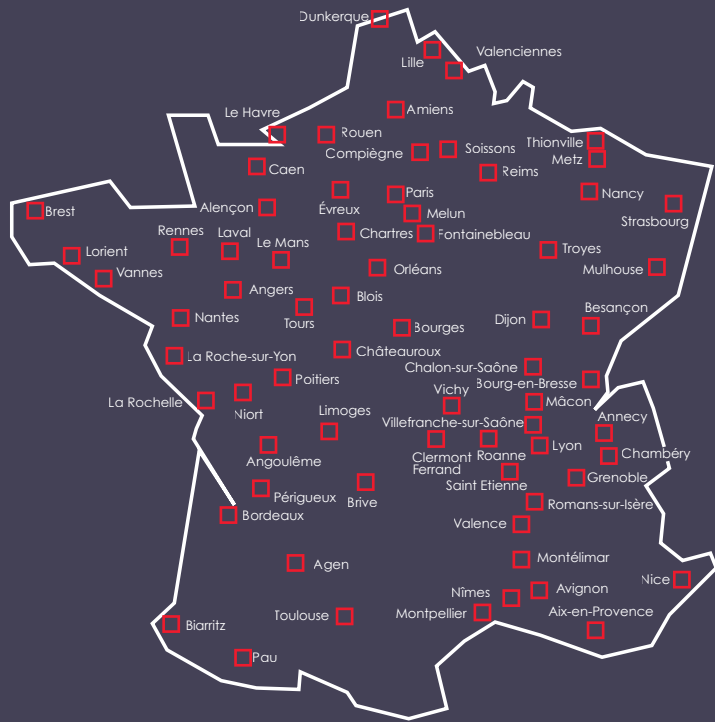 Dunkerque
Lille
Valenciennes
Le Havre
Amiens
Rouen
Compiègne
Soissons
Thionville
Metz
Caen
Reims
Évreux
Paris
Nancy
Brest
Alençon
Melun
Strasbourg
Rennes
Laval
Le Mans
Chartres
Fontainebleau
Lorient
Vannes
Orléans
Troyes
Mulhouse
Angers
Blois
Nantes
Tours
Bourges
Dijon
Besançon
La Roche-sur-Yon
Châteauroux
Chalon-sur-Saône
Poitiers
Bourg-en-Bresse
La Rochelle
Niort
Vichy
Mâcon
Limoges
Villefranche-sur-Saône
Annecy
Angoulême
Clermont
Ferrand
Roanne
Lyon
Chambéry
Périgueux
Brive
Saint Etienne
Grenoble
Bordeaux
Romans-sur-Isère
Valence
Agen
Montélimar
Nîmes
Avignon
Nice
Biarritz
Toulouse
Montpellier
Aix-en-Provence
Pau